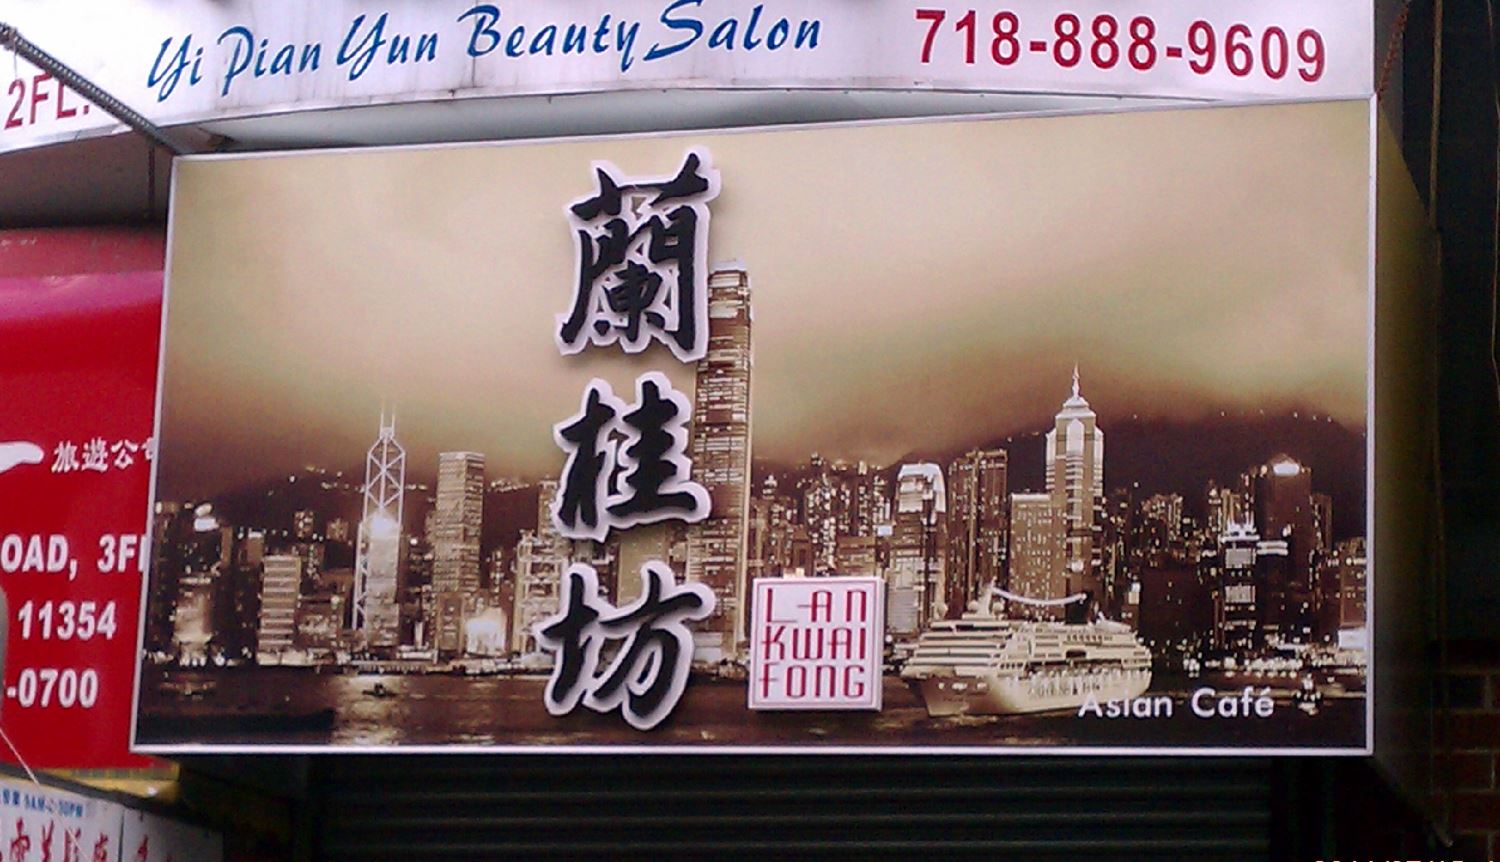 Yi Pian Yun Beauty Salon
718-888-9609
2FL.
蘭桂坊
LAN
KWAI
FONG
Asian Café
旅遊公
OAD, 3F
11354
-0700